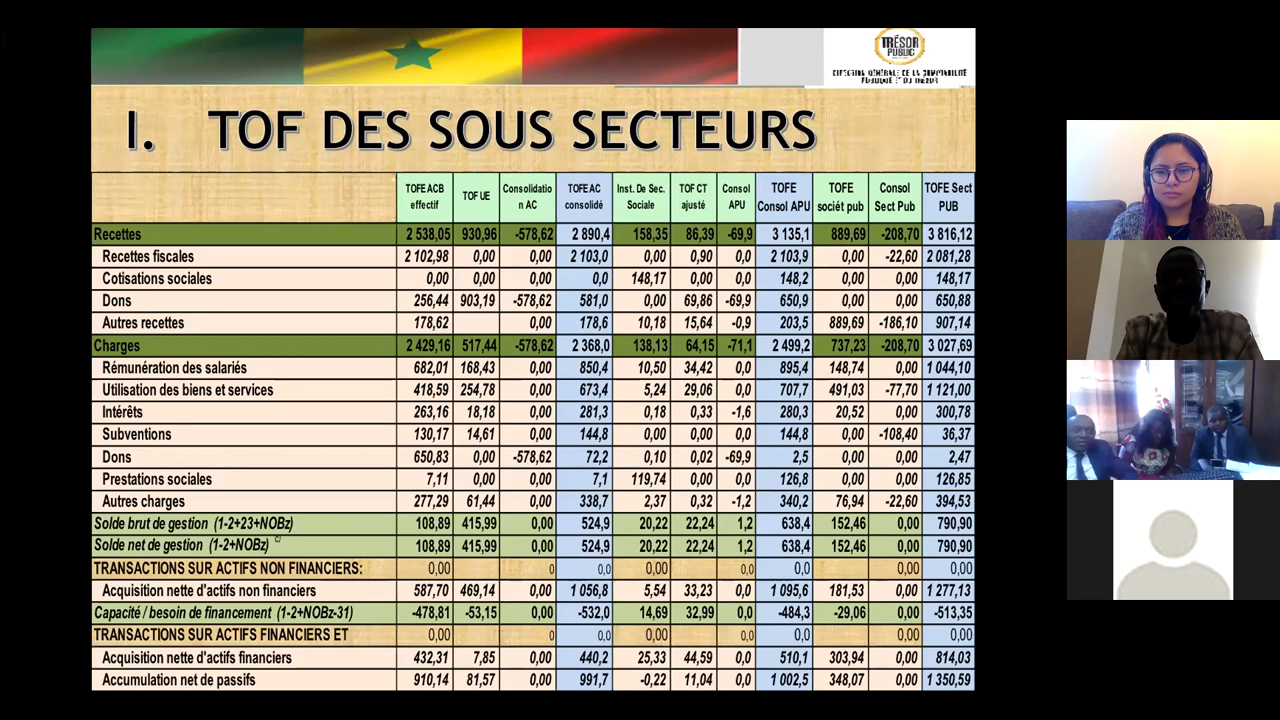 TRÉSOR
PUBLIC
DIRECTION GÉNÉRALE DE LA COMPTABILITÉ
PUBLIQUE ET DU TRÉSOR
I. TOF DES SOUS SECTEURS
TOFE ACB effectif | TOF UE | Consolidatio n AC | TOFE AC consolidé | Inst. De Sec. Sociale | TOF CT ajusté | Consol APU | TOFE Consol APU | TOFE sociét pub | Consol Sect Pub | TOFE Sect PUB
Recettes 2 538,05 930,96 -578,62 2 890,4 158,35 86,39 -69,9 3 135,1 889,69 -208,70 3 816,12
Recettes fiscales 2 102,98 0,00 0,00 2 103,0 0,00 0,90 0,0 2 103,9 0,00 -22,60 2 081,28
Cotisations sociales 0,00 0,00 0,00 0,0 148,17 0,00 0,0 148,2 0,00 0,00 148,17
Dons 256,44 903,19 -578,62 581,0 0,00 69,86 -69,9 650,9 0,00 0,00 650,88
Autres recettes 178,62 0,00 178,6 10,18 15,64 -0,9 203,5 889,69 -186,10 907,14
Charges 2 429,16 517,44 -578,62 2 368,0 138,13 64,15 -71,1 2 499,2 737,23 -208,70 3 027,69
Rémunération des salariés 682,01 168,43 0,00 850,4 10,50 34,42 0,0 895,4 148,74 0,00 1 044,10
Utilisation des biens et services 418,59 254,78 0,00 673,4 5,24 29,06 0,0 707,7 491,03 -77,70 1 121,00
Intérêts 263,16 18,18 0,00 281,3 0,18 0,33 -1,6 280,3 20,52 0,00 300,78
Subventions 130,17 14,61 0,00 144,8 0,00 0,00 0,0 144,8 0,00 -108,40 36,37
Dons 650,83 0,00 -578,62 72,2 0,10 0,02 -69,9 2,5 0,00 0,00 2,47
Prestations sociales 7,11 0,00 0,00 7,1 119,74 0,00 0,0 126,8 0,00 0,00 126,85
Autres charges 277,29 61,44 0,00 338,7 2,37 0,32 -1,2 340,2 76,94 -22,60 394,53
Solde brut de gestion (1-2+23+NOBz) 108,89 415,99 0,00 524,9 20,22 22,24 1,2 638,4 152,46 0,00 790,90
Solde net de gestion (1-2+NOBz) c/ 108,89 415,99 0,00 524,9 20,22 22,24 1,2 638,4 152,46 0,00 790,90
TRANSACTIONS SUR ACTIFS NON FINANCIERS: 0,00 0 0,0 0,00 0,0 0,0 0,00 0,00
Acquisition nette d'actifs non financiers 587,70 469,14 0,00 1 056,8 5,54 33,23 0,0 1 095,6 181,53 0,00 1 277,13
Capacité / besoin de financement (1-2+NOBz-31) -478,81 -53,15 0,00 -532,0 14,69 32,99 0,0 -484,3 -29,06 0,00 -513,35
TRANSACTIONS SUR ACTIFS FINANCIERS ET 0,00 0 0,0 0,00 0,0 0,0 0,00 0,00
Acquisition nette d'actifs financiers 432,31 7,85 0,00 440,2 25,33 44,59 0,0 510,1 303,94 0,00 814,03
Accumulation net de passifs 910,14 81,57 0,00 991,7 -0,22 11,04 0,0 1 002,5 348,07 0,00 1 350,59